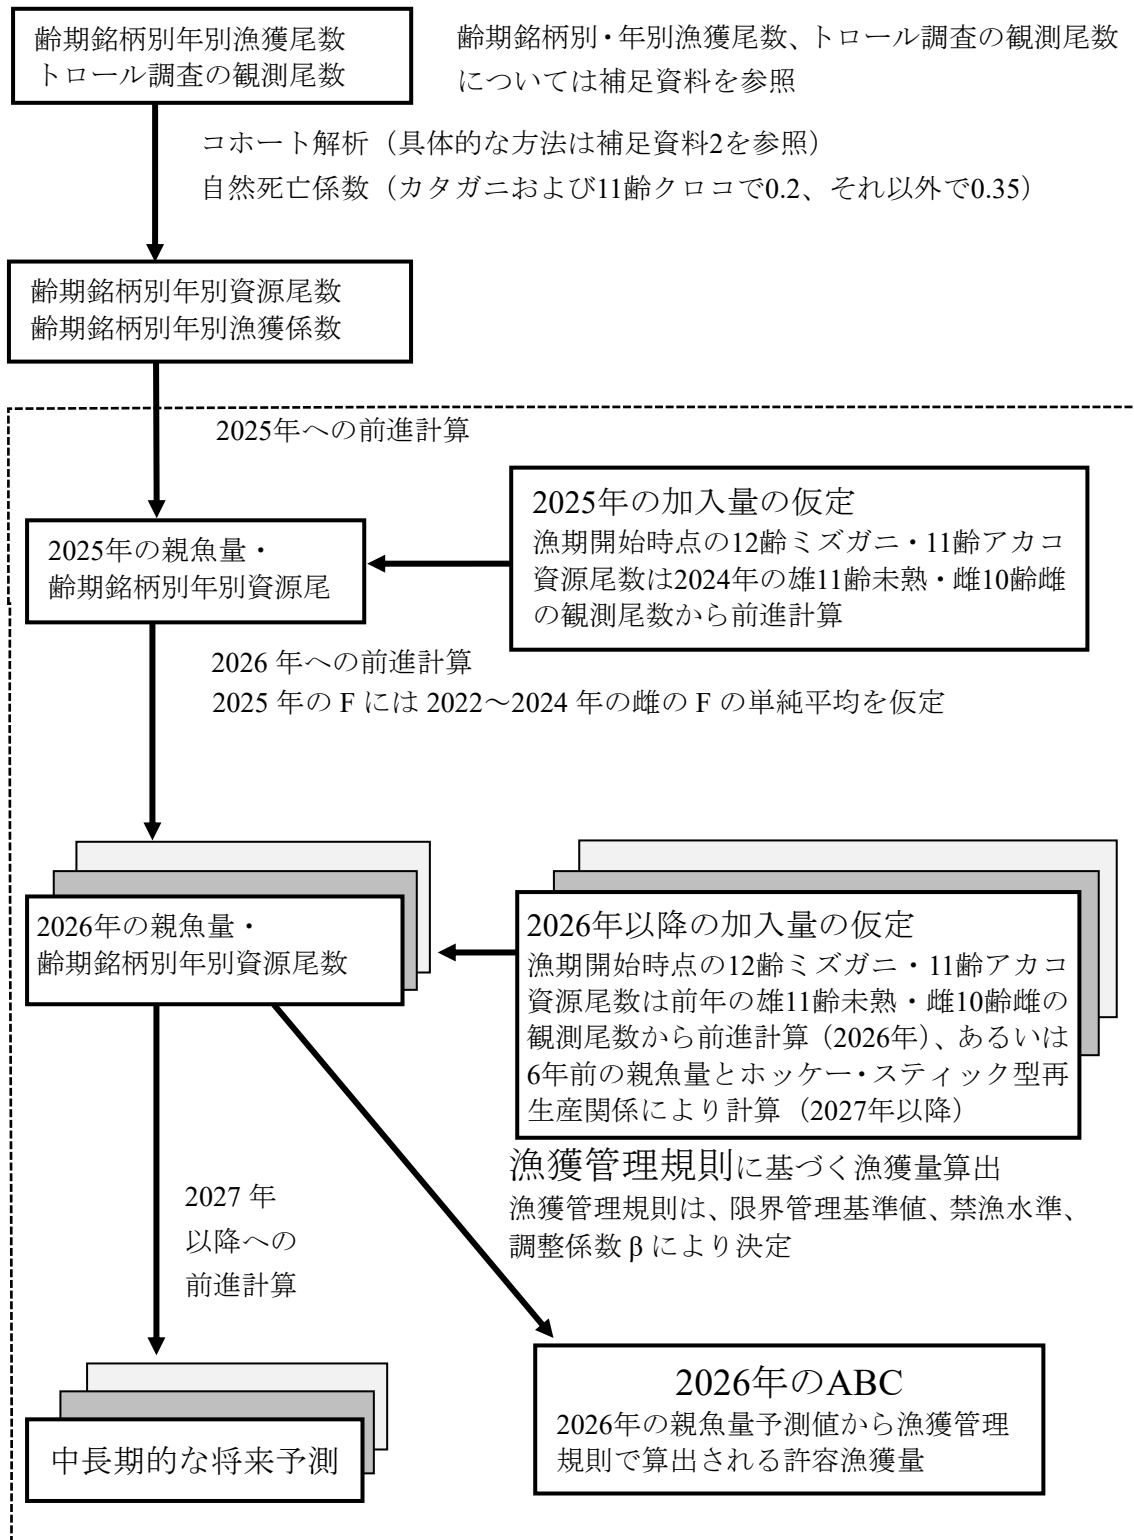 齢期銘柄別年別漁獲尾数
トロール調査の観測尾数
齢期銘柄別・年別漁獲尾数、トロール調査の観測尾数
については補足資料を参照
コホート解析（具体的な方法は補足資料2を参照）
自然死亡係数（カタガニおよび11齢クロコで0.2、それ以外で0.35）
齢期銘柄別年別資源尾数
齢期銘柄別年別漁獲係数
2025年への前進計算
2025年の親魚量・
齢期銘柄別年別資源尾
2025年の加入量の仮定
漁期開始時点の12齢ミズガニ・11齢アカコ
資源尾数は2024年の雄11齢未熟・雌10齢雌
の観測尾数から前進計算
2026 年への前進計算
2025 年の F には 2022～2024 年の雌の F の単純平均を仮定
2026年の親魚量・
齢期銘柄別年別資源尾数
2026年以降の加入量の仮定
漁期開始時点の12齢ミズガニ・11齢アカコ
資源尾数は前年の雄11齢未熟・雌10齢雌の
観測尾数から前進計算（2026年）、あるいは
6年前の親魚量とホッケー・スティック型再
生産関係により計算（2027年以降）
漁獲管理規則に基づく漁獲量算出
漁獲管理規則は、限界管理基準値、禁漁水準、
調整係数 β により決定
2027 年
以降への
前進計算
中長期的な将来予測
2026年のABC
2026年の親魚量予測値から漁獲管理
規則で算出される許容漁獲量